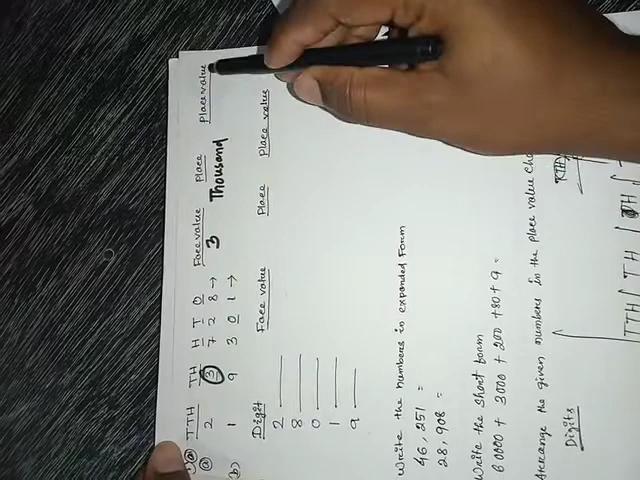 1) (a) TTH TH H T O Face value Place Place value
(a) 2 3 7 2 8 → 3 Thousand
(b) 1 9 3 0 1 →
Digit Face value Place Place value
2
8
0
1
9
Write the numbers in expanded form
46,251 =
28,908 =
Write the short form
60000 + 3000 + 200 + 80 + 9 =
Arrange the given numbers in the place value
Digits TTH TH